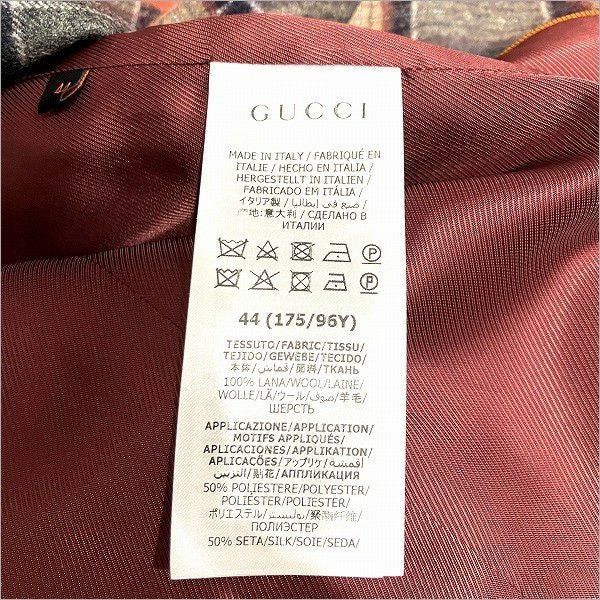 GUCCI
MADE IN ITALY / FABRIQUÉ EN
ITALIE / HECHO EN ITALIA /
HERGESTELLT IN ITALIEN /
FABRICADO EM ITÁLIA /
イタリア製 / صنع في إيطاليا /
产地:意大利 / СДЕЛАНО В
ИТАЛИИ
44 (175/96Y)
TESSUTO/FABRIC/TISSU/
TEJIDO/GEWEBE/TECIDO/
本体/قماش/面料/ТКАНЬ
100% LANA/WOOL/LAINE/
WOLLE/LÃ/ウール/صوف/羊毛/
ШЕРСТЬ
APPLICAZIONE/APPLICATION/
MOTIFS APPLIQUÉS/
APLICACIONES/APPLIKATION/
APLICAÇÕES/アップリケ/أقمشة
التزيين/贴花/АППЛИКАЦИЯ
50% POLIESTERE/POLYESTER/
POLYESTER/POLIÉSTER/
POLYESTER/POLIÉSTER/
ポリエステル/بوليستر/聚酯纤维/
ПОЛИЭСТЕР
50% SETA/SILK/SOIE/SEDA/